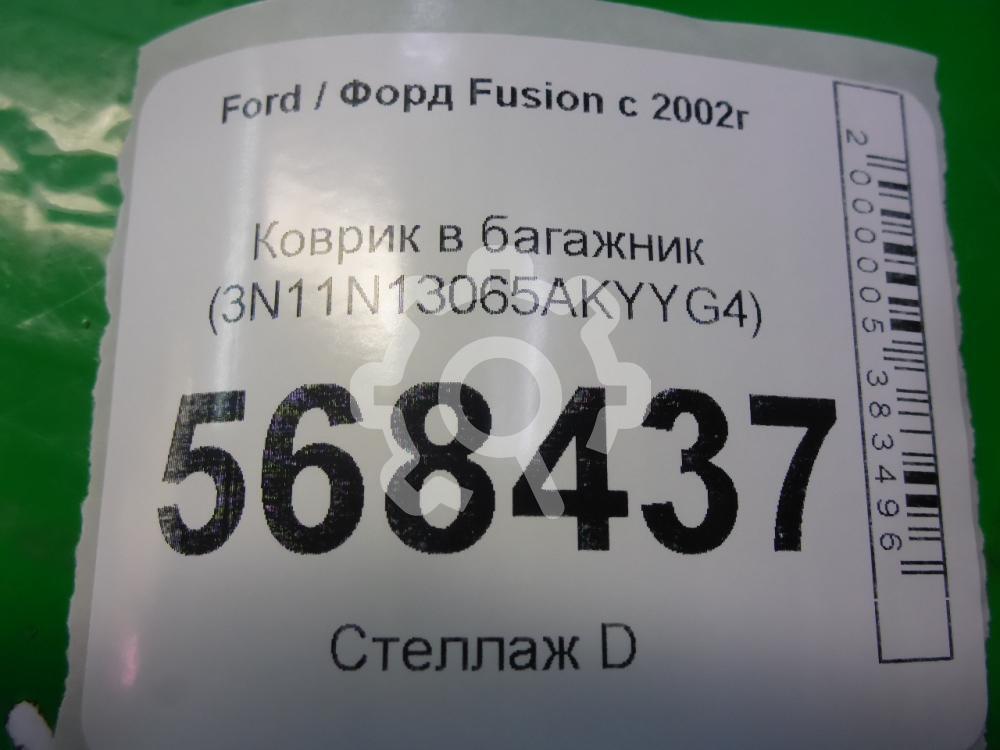 Ford / Форд Fusion с 2002г
Коврик в багажник
(3N11N13065AKYYG4)
568437
Стеллаж D
2000005383496